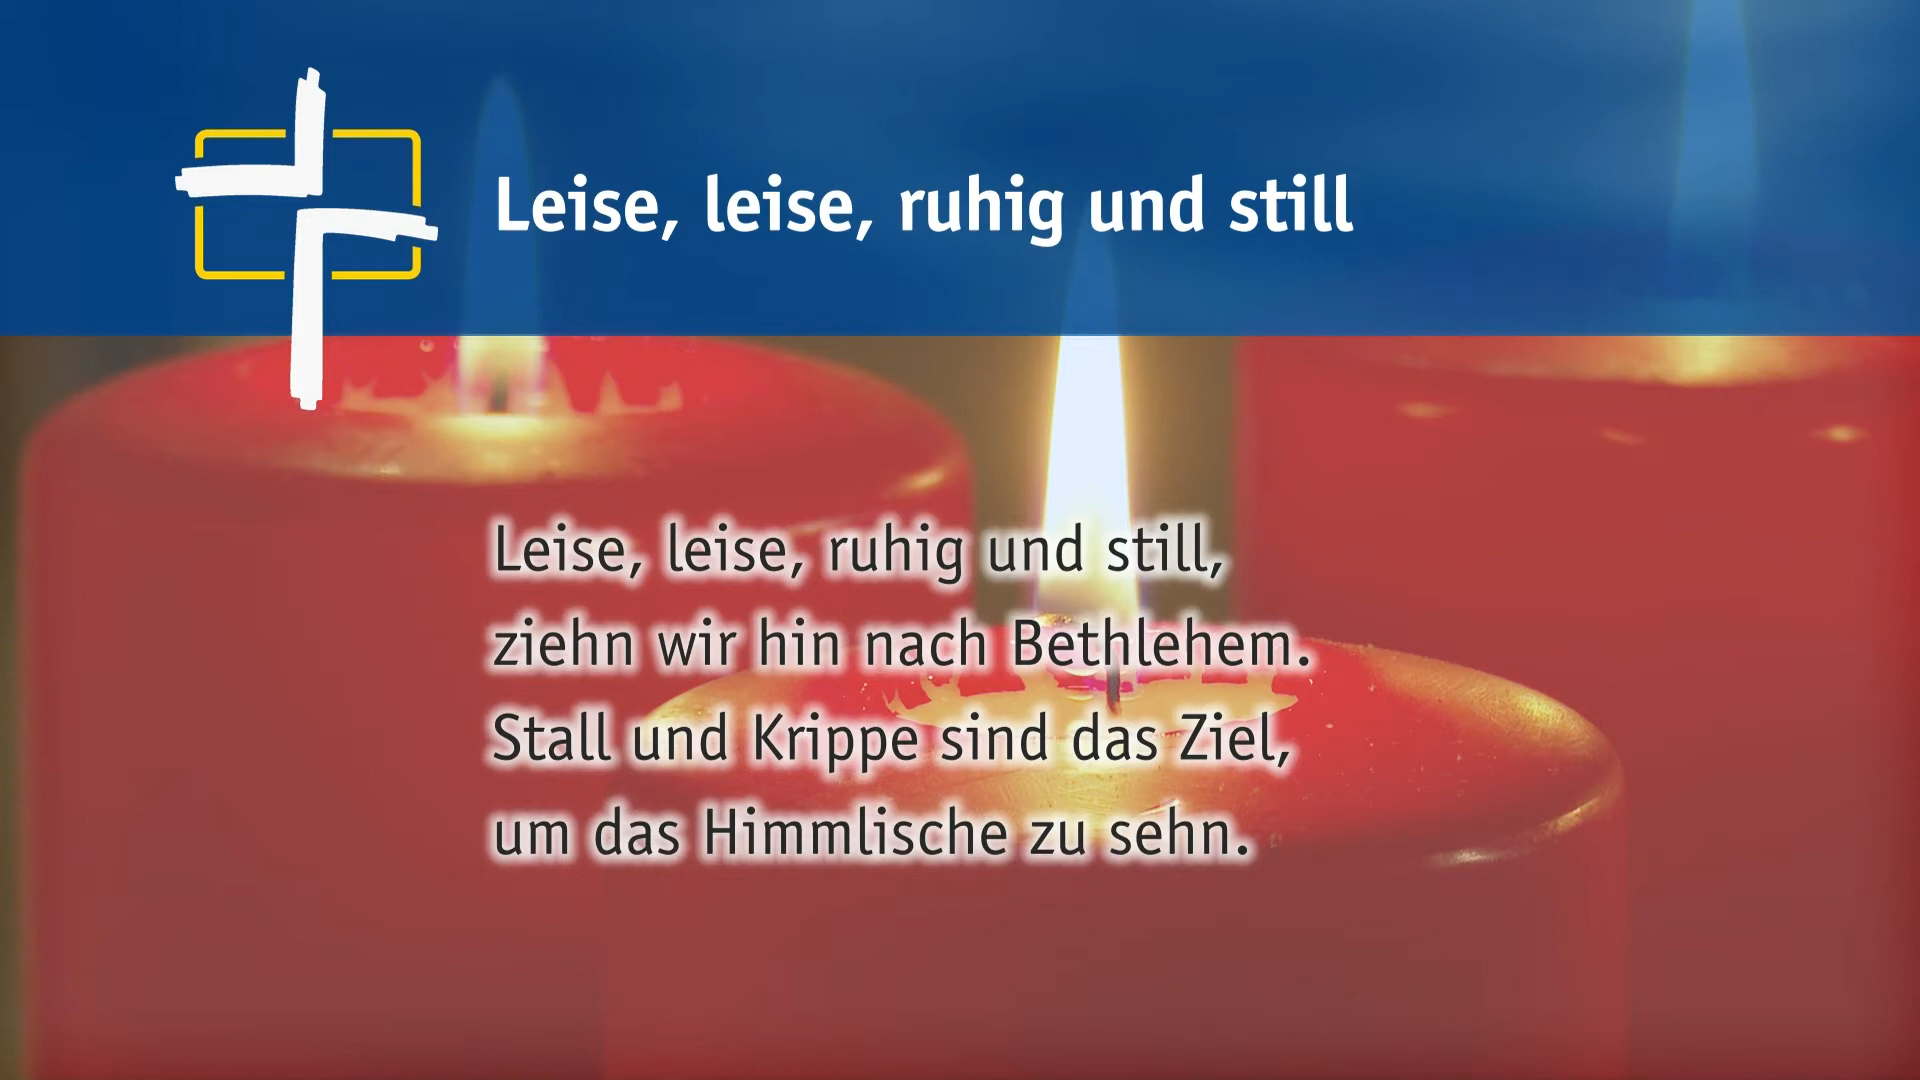 Leise, leise, ruhig und still
Leise, leise, ruhig und still,
ziehn wir hin nach Bethlehem.
Stall und Krippe sind das Ziel,
um das Himmlische zu sehn.